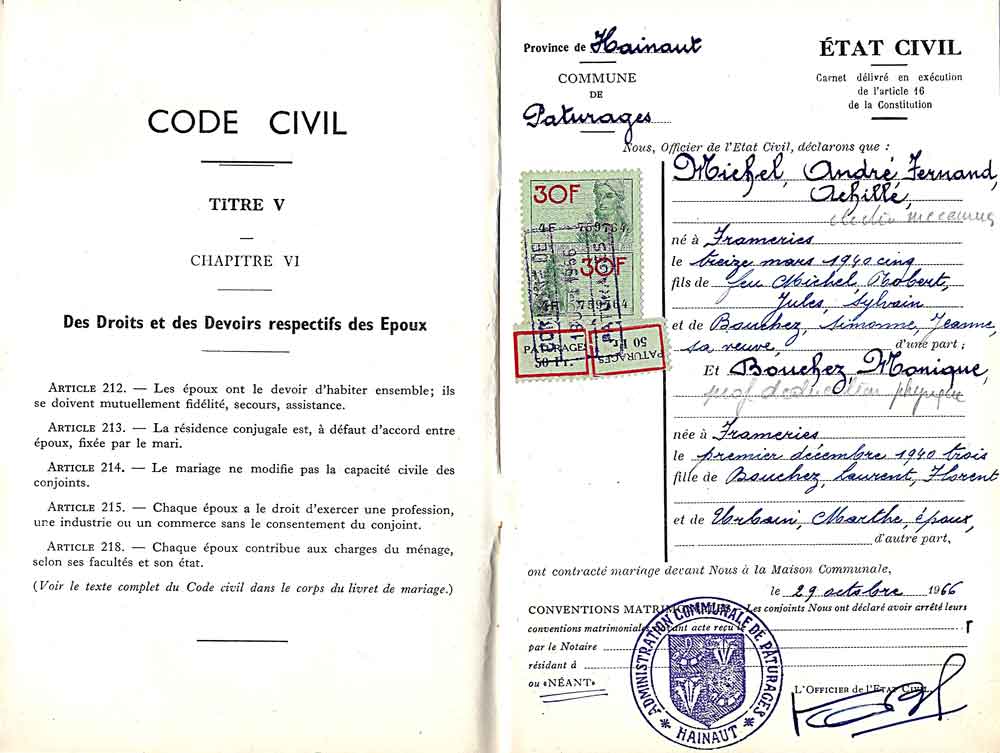 CODE CIVIL
TITRE V
CHAPITRE VI
Des Droits et des Devoirs respectifs des Epoux
ARTICLE 212. — Les époux ont le devoir d'habiter ensemble; ils
se doivent mutuellement fidélité, secours, assistance.
ARTICLE 213. — La résidence conjugale est, à défaut d'accord entre
époux, fixée par le mari.
ARTICLE 214. — Le mariage ne modifie pas la capacité civile des
conjoints.
ARTICLE 215. — Chaque époux a le droit d'exercer une profession,
une industrie ou un commerce sans le consentement du conjoint.
ARTICLE 218. — Chaque époux contribue aux charges du ménage,
selon ses facultés et son état.
(Voir le texte complet du Code civil dans le corps du livret de mariage.)
Province de Hainaut
COMMUNE
DE
Paturages
ÉTAT CIVIL
Carnet délivré en exécution
de l'article 16
de la Constitution
Nous, Officier de l'Etat Civil, déclarons que :
Michel, André Fernand,
Achille,
né à Frameries
le treize mars 1940 cinq
fils de feu Michel Robert,
Jules, Sylvain
et de Bouchez, Simonne, Jeanne,
sa veuve, d'une part ;
Et Bouchez, Monique,
prof d'education physique
née à Frameries
le premier décembre 1940 trois
fille de Bouchez, Laurent, Florent
et de Urbain, Marthe, époux,
d'autre part,
ont contracté mariage devant Nous à la Maison Communale,
le 29 octobre 1966
CONVENTIONS Les conjoints Nous ont déclaré avoir arrêté leurs
conventions matrimoniales acte reçu
par le Notaire
résidant à
ou «NÉANT»
L'OFFICIER DE L'ETAT CIVIL,
30F
4F 759764
30F
4F 759764
PATURAGES
50 Fr.
PATURAGES
50 Fr.
ADMINISTRATION COMMUNALE DE PÂTURAGES
HAINAUT